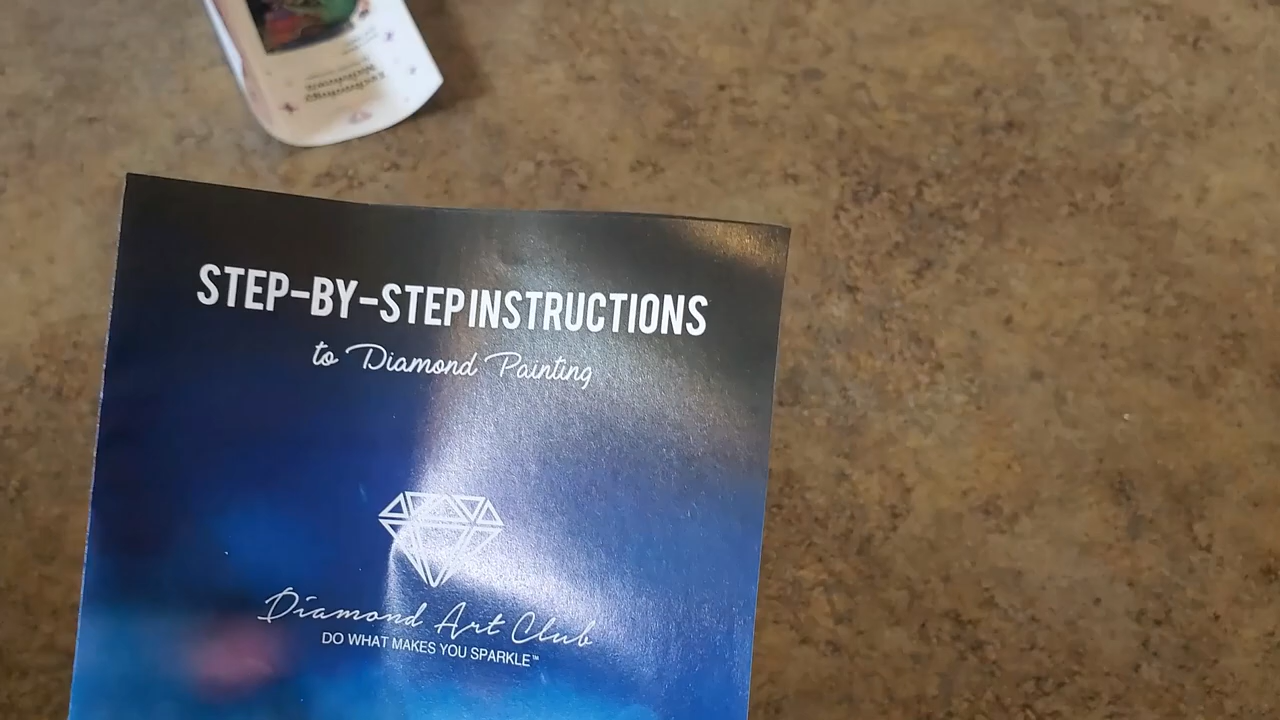 STEP-BY-STEP INSTRUCTIONS
to Diamond Painting
Diamond Art Club
DO WHAT MAKES YOU SPARKLE™